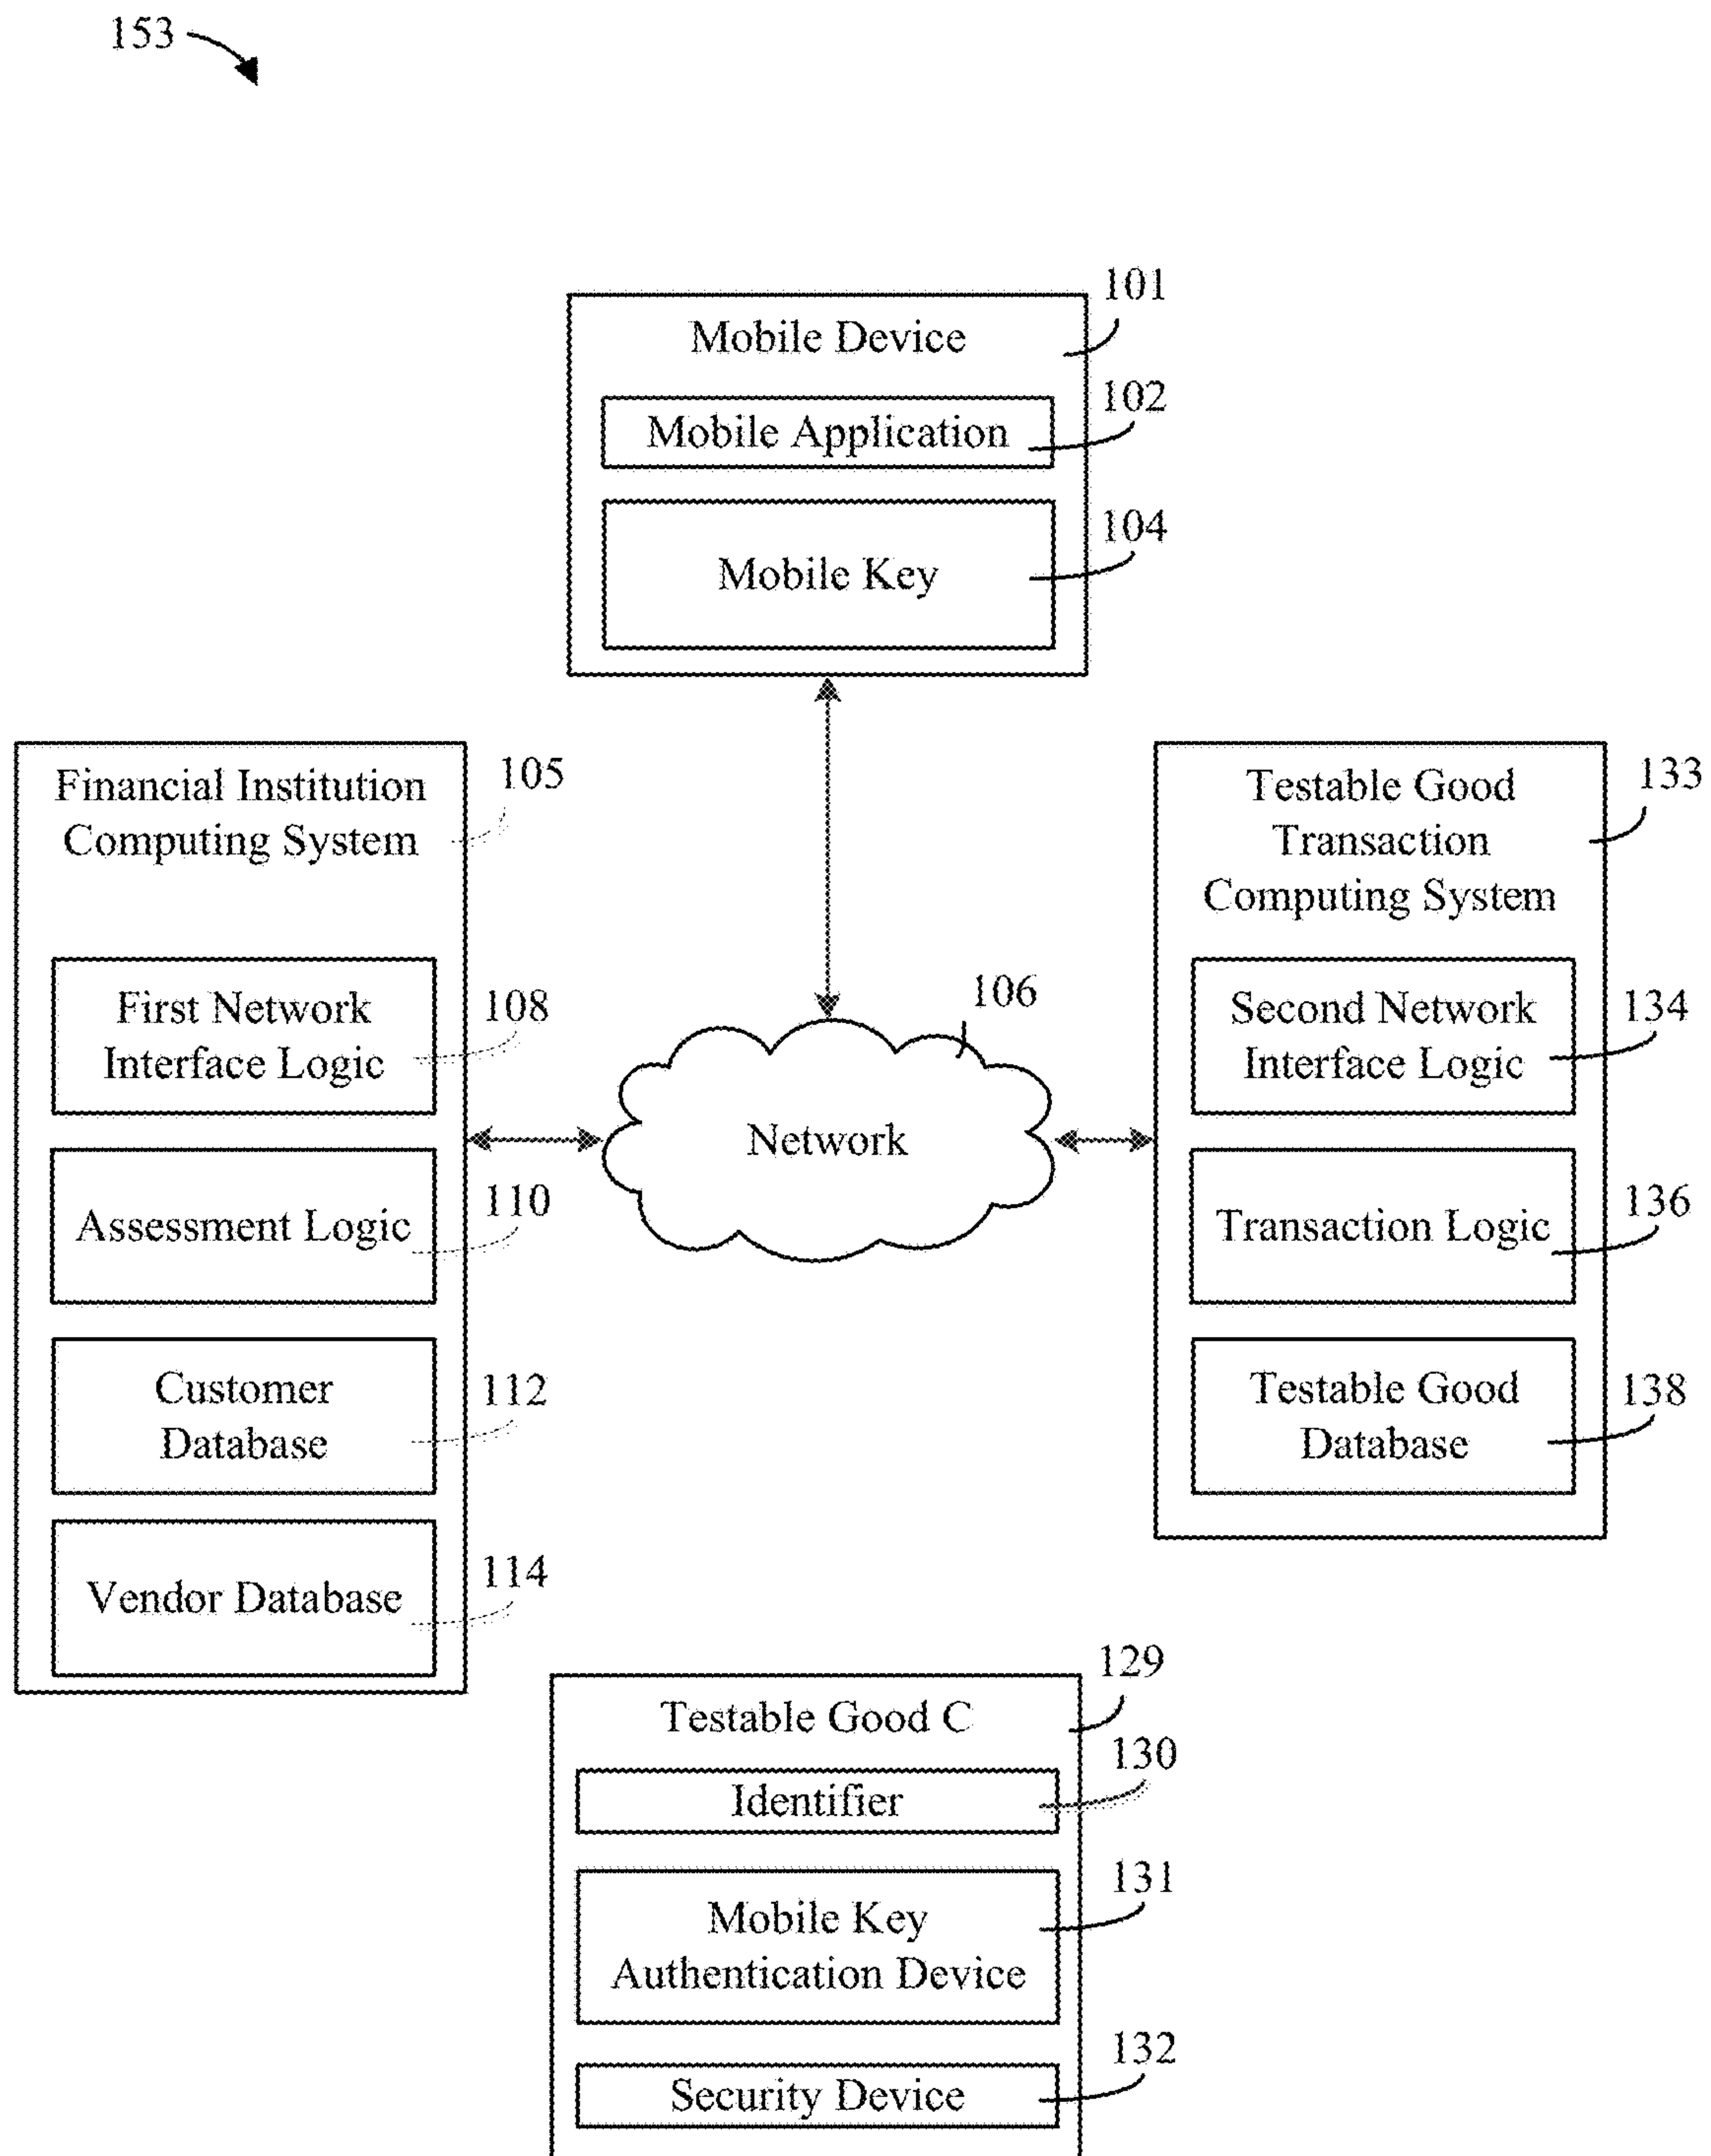 153
101
Mobile Device
102
Mobile Application
104
Mobile Key
Financial Institution
Computing System
105
First Network
Interface Logic
108
Assessment Logic
110
Customer
Database
112
Vendor Database
114
106
Network
Testable Good
Transaction
Computing System
133
Second Network
Interface Logic
134
Transaction Logic
136
Testable Good
Database
138
129
Testable Good C
130
Identifier
131
Mobile Key
Authentication Device
132
Security Device